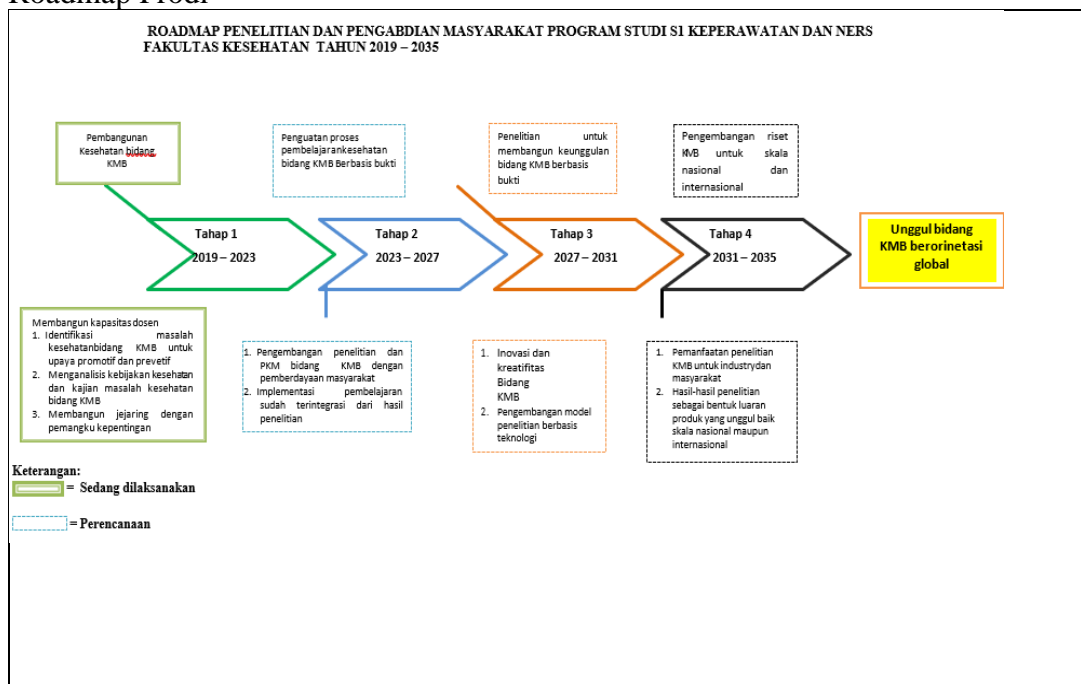 Roadmap Prodi
ROADMAP PENELITIAN DAN PENGABDIAN MASYARAKAT PROGRAM STUDI S1 KEPERAWATAN DAN NERS
FAKULTAS KESEHATAN TAHUN 2019 – 2035
Pembangunan
Kesehatan bidang
KMB
Penguatan proses
pembelajarankesehatan
bidang KMB Berbasis bukti
Penelitian untuk
membangun keunggulan
bidang KMB berbasis
bukti
Pengembangan riset
KMB untuk skala
nasional dan
internasional
Tahap 1
2019 – 2023
Tahap 2
2023 – 2027
Tahap 3
2027 – 2031
Tahap 4
2031 – 2035
Unggul bidang
KMB berorinetasi
global
Membangun kapasitas dosen
1. Identifikasi masalah
kesehatanbidang KMB untuk
upaya promotif dan prevetif
2. Menganalisis kebijakan kesehatan
dan kajian masalah kesehatan
bidang KMB
3. Membangun jejaring dengan
pemangku kepentingan
1. Pengembangan penelitian dan
PKM bidang KMB dengan
pemberdayaan masyarakat
2. Implementasi pembelajaran
sudah terintegrasi dari hasil
penelitian
1. Inovasi dan
kreatifitas
Bidang
KMB
2. Pengembangan model
penelitian berbasis
teknologi
1. Pemanfaatan penelitian
KMB untuk industrydan
masyarakat
2. Hasil-hasil penelitian
sebagai bentuk luaran
produk yang unggul baik
skala nasional maupun
internasional
Keterangan:
= Sedang dilaksanakan
= Perencanaan